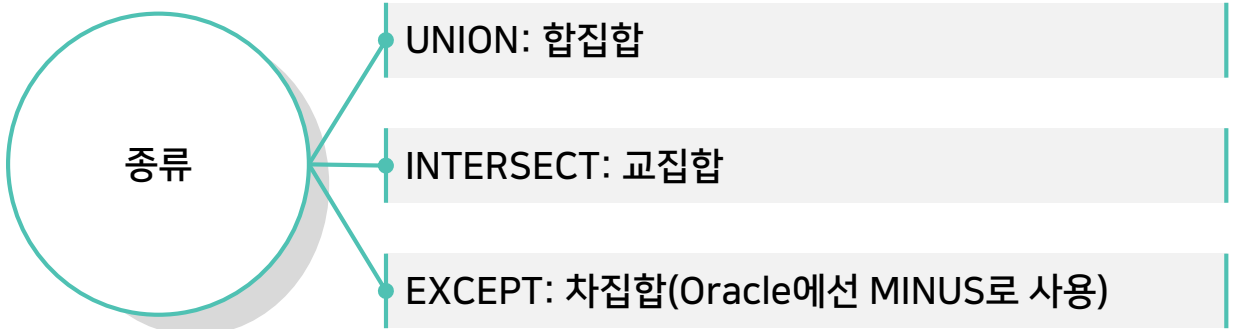 UNION: 합집합
종류
INTERSECT: 교집합
EXCEPT: 차집합(Oracle에선 MINUS로 사용)